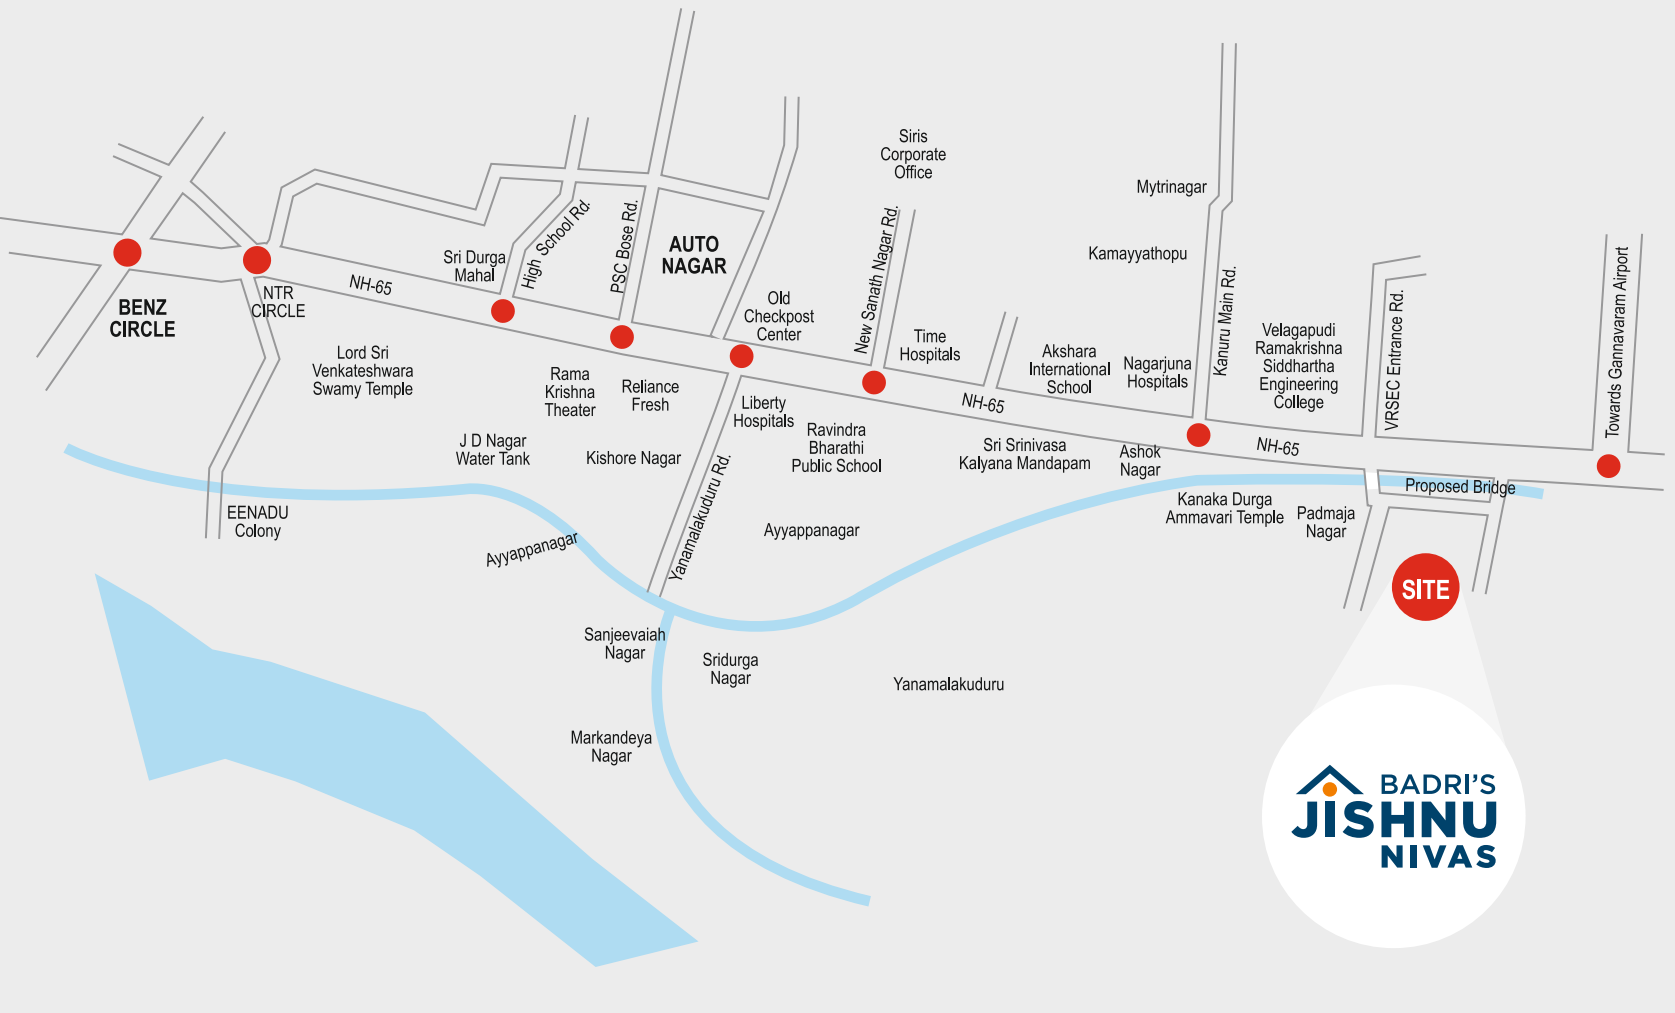 Siris
Corporate
Office
Mytrinagar
Kamayyathopu
AUTO
NAGAR
Sri Durga
Mahal
High School Rd.
PSC Bose Rd.
New Sanath Nagar Rd.
Kanuru Main Rd.
VRSEC Entrance Rd.
Towards Gannavaram Airport
NH-65
NTR
CIRCLE
BENZ
CIRCLE
Old
Checkpost
Center
Time
Hospitals
Akshara
International
School
Nagarjuna
Hospitals
Velagapudi
Ramakrishna
Siddhartha
Engineering
College
Lord Sri
Venkateshwara
Swamy Temple
Rama
Krishna
Theater
Reliance
Fresh
Liberty
Hospitals
NH-65
Ravindra
Bharathi
Public School
Sri Srinivasa
Kalyana Mandapam
Ashok
Nagar
NH-65
J D Nagar
Water Tank
Kishore Nagar
Yanamalakuduru Rd.
Proposed Bridge
Kanaka Durga
Ammavari Temple
Padmaja
Nagar
EENADU
Colony
Ayyappanagar
Ayyappanagar
SITE
Sanjeevaiah
Nagar
Sridurga
Nagar
Yanamalakuduru
Markandeya
Nagar
BADRI'S
JISHNU
NIVAS